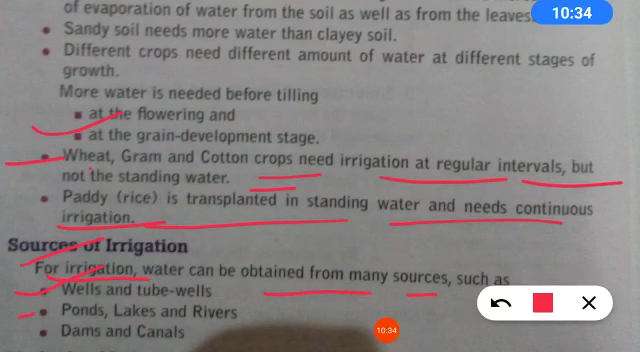 of evaporation of water from the soil as well as from the leaves.
10:34
• Sandy soil needs more water than clayey soil.
• Different crops need different amount of water at different stages of
growth.
More water is needed before tilling
▪ at the flowering and
▪ at the grain-development stage.
• Wheat, Gram and Cotton crops need irrigation at regular intervals, but
not the standing water.
• Paddy (rice) is transplanted in standing water and needs continuous
irrigation.
Sources of Irrigation
For irrigation, water can be obtained from many sources, such as
• Wells and tube-wells
• Ponds, Lakes and Rivers
• Dams and Canals
10:34